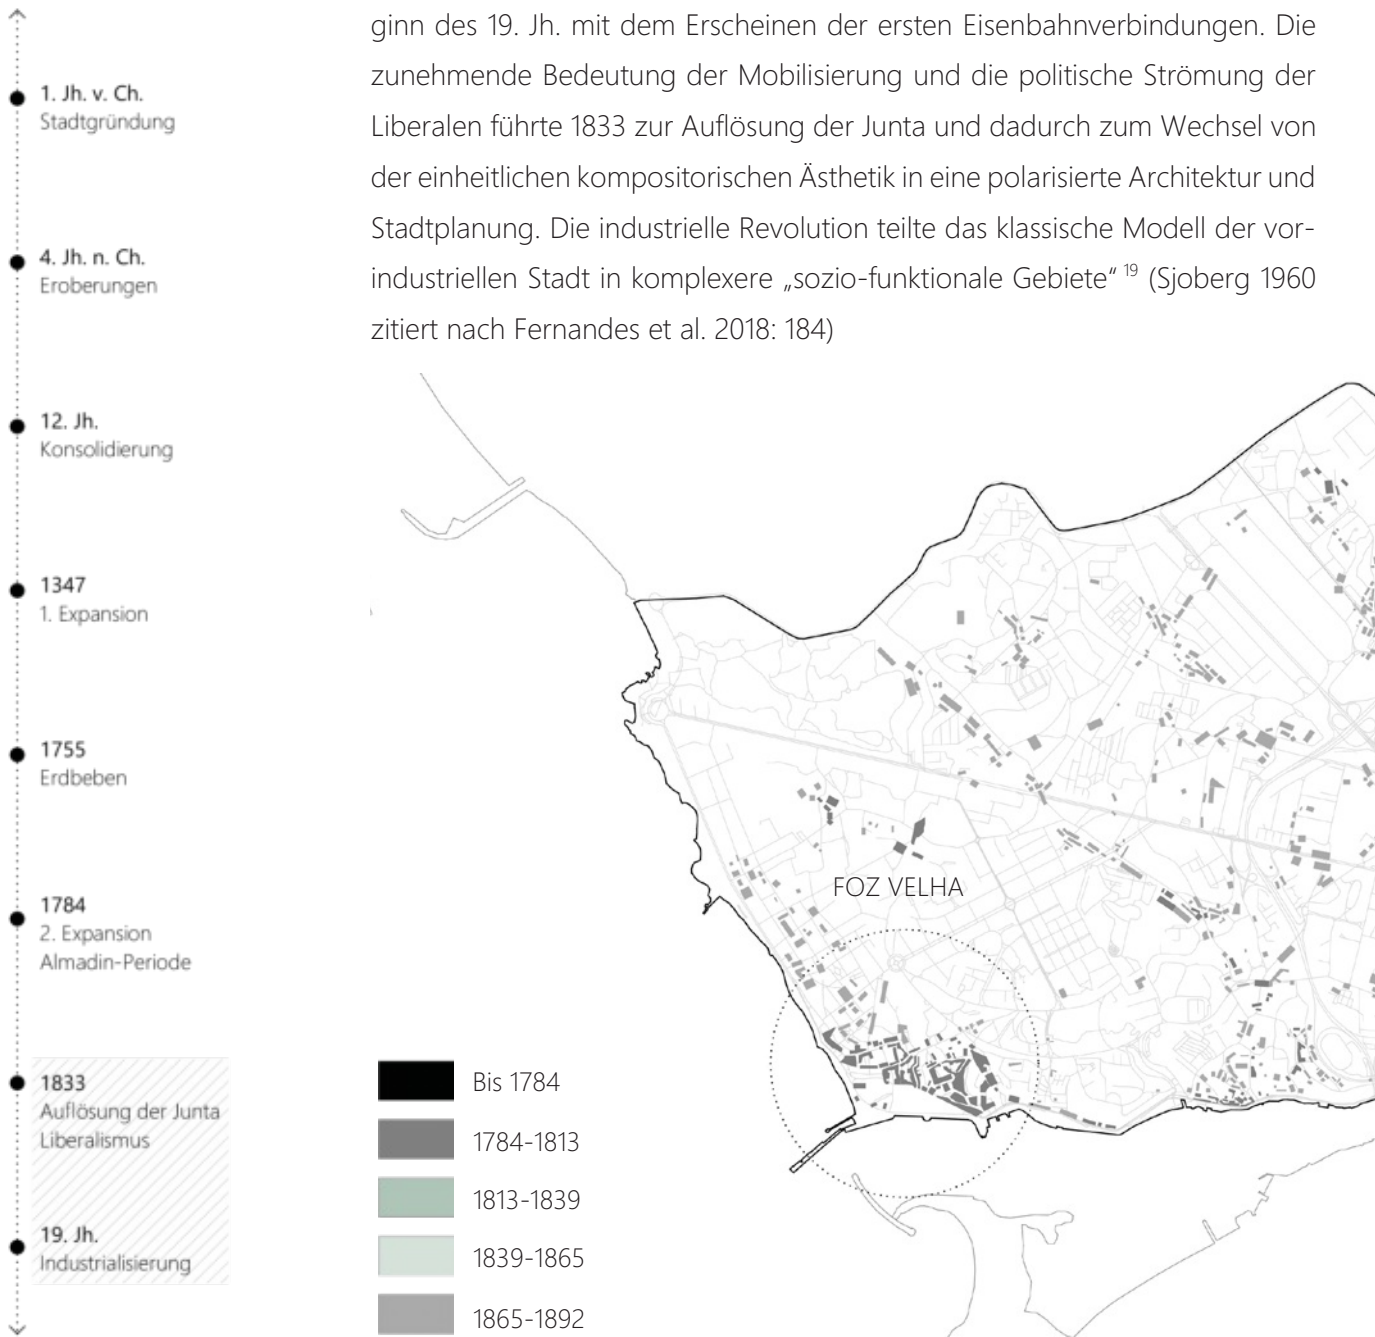 ginn des 19. Jh. mit dem Erscheinen der ersten Eisenbahnverbindungen. Die
zunehmende Bedeutung der Mobilisierung und die politische Strömung der
Liberalen führte 1833 zur Auflösung der Junta und dadurch zum Wechsel von
der einheitlichen kompositorischen Ästhetik in eine polarisierte Architektur und
Stadtplanung. Die industrielle Revolution teilte das klassische Modell der vor-
industriellen Stadt in komplexere „sozio-funktionale Gebiete“ 19 (Sjoberg 1960
zitiert nach Fernandes et al. 2018: 184)
1. Jh. v. Ch.
Stadtgründung
4. Jh. n. Ch.
Eroberungen
12. Jh.
Konsolidierung
1347
1. Expansion
1755
Erdbeben
1784
2. Expansion
Almadin-Periode
1833
Auflösung der Junta
Liberalismus
19. Jh.
Industrialisierung
FOZ VELHA
Bis 1784
1784-1813
1813-1839
1839-1865
1865-1892